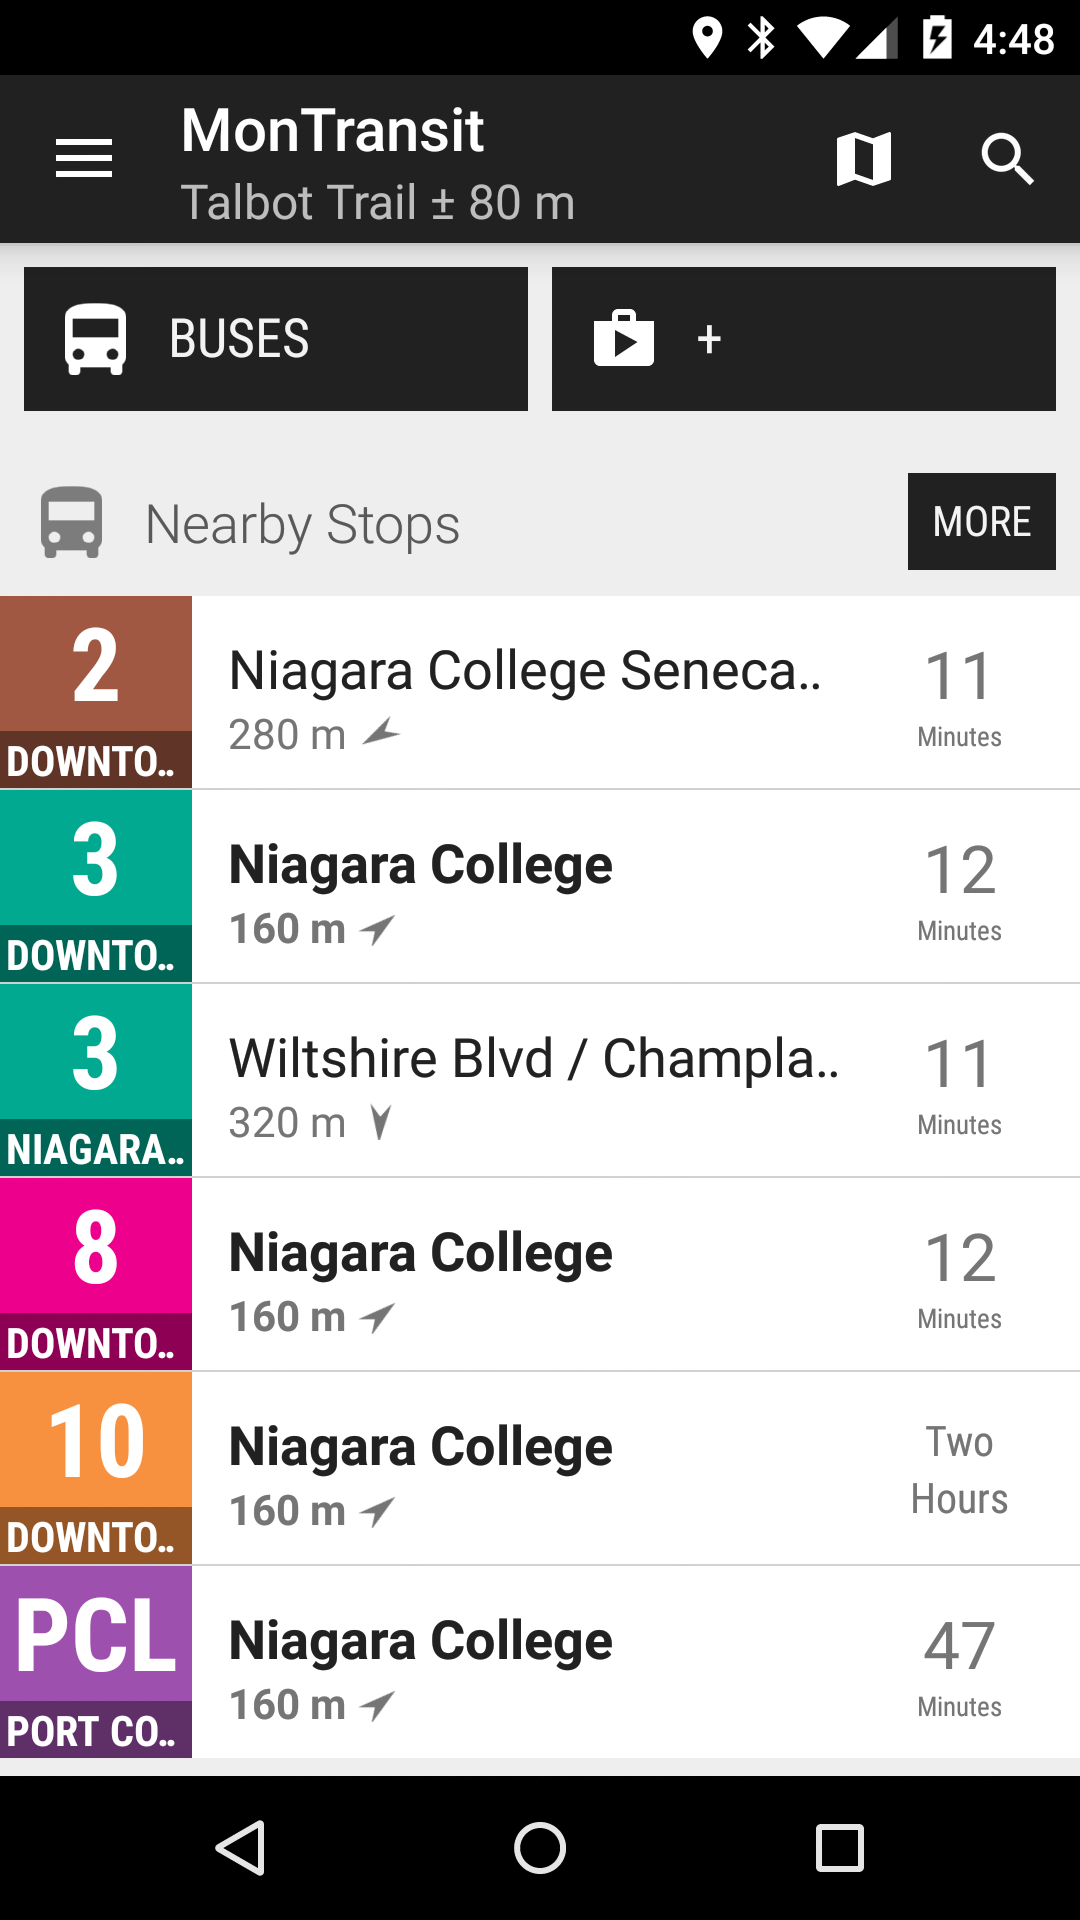 4:48
MonTransit
Talbot Trail ± 80 m
BUSES
+
Nearby Stops
MORE
2
DOWNTO..
Niagara College Seneca..
280 m
11
Minutes
3
DOWNTO..
Niagara College
160 m
12
Minutes
3
NIAGARA..
Wiltshire Blvd / Champla..
320 m
11
Minutes
8
DOWNTO..
Niagara College
160 m
12
Minutes
10
DOWNTO..
Niagara College
160 m
Two
Hours
PCL
PORT CO..
Niagara College
160 m
47
Minutes